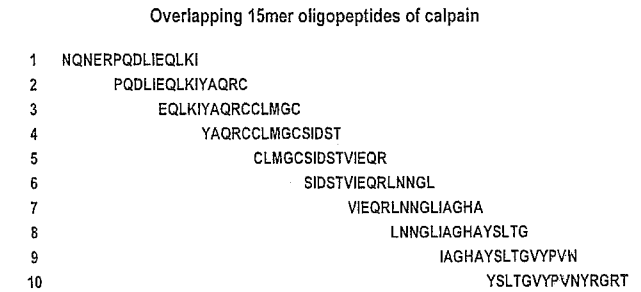 Overlapping 15mer oligopeptides of calpain
1 NQNERPQDLIEQLKI
2 PQDLIEQLKIYAQRC
3 EQLKIYAQRCCLMGC
4 YAQRCCLMGCSIDST
5 CLMGCSIDSTVIEQR
6 SIDSTVIEQRLNNGL
7 VIEQRLNNGLIAGHA
8 LNNGLIAGHAYSLTG
9 IAGHAYSLTGVYPVN
10 YSLTGVYPVNYRGRT